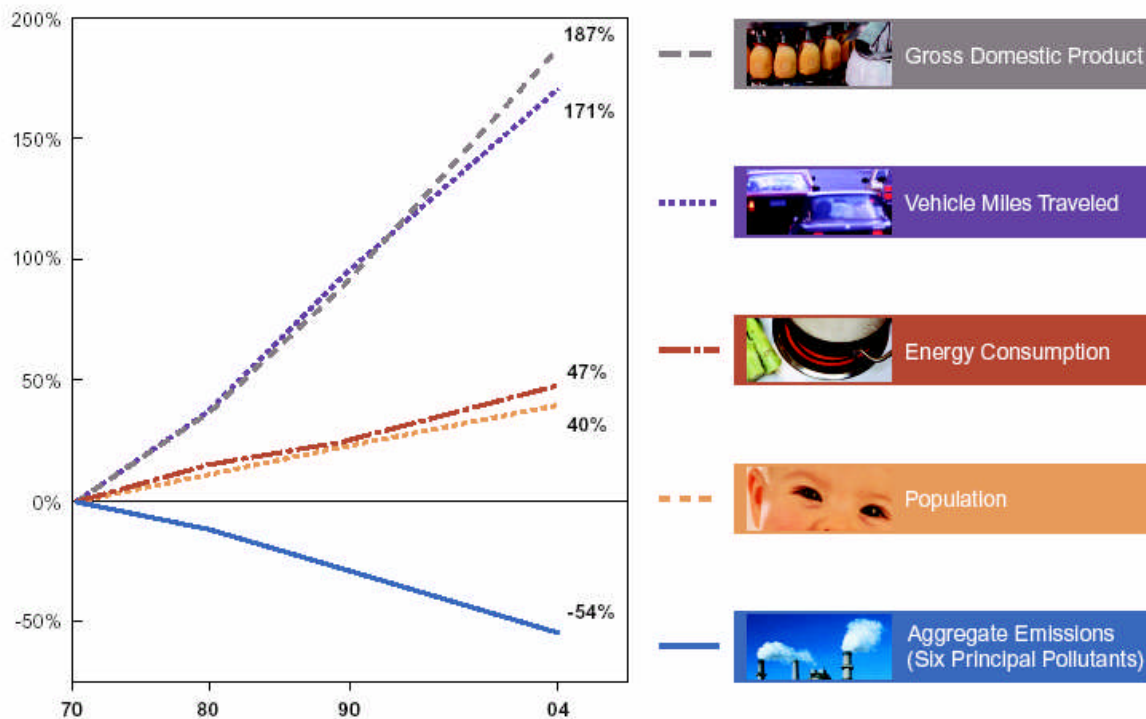 200%
150%
100%
50%
0%
-50%
70
80
90
04
187%
171%
47%
40%
-54%
Gross Domestic Product
Vehicle Miles Traveled
Energy Consumption
Population
Aggregate Emissions
(Six Principal Pollutants)